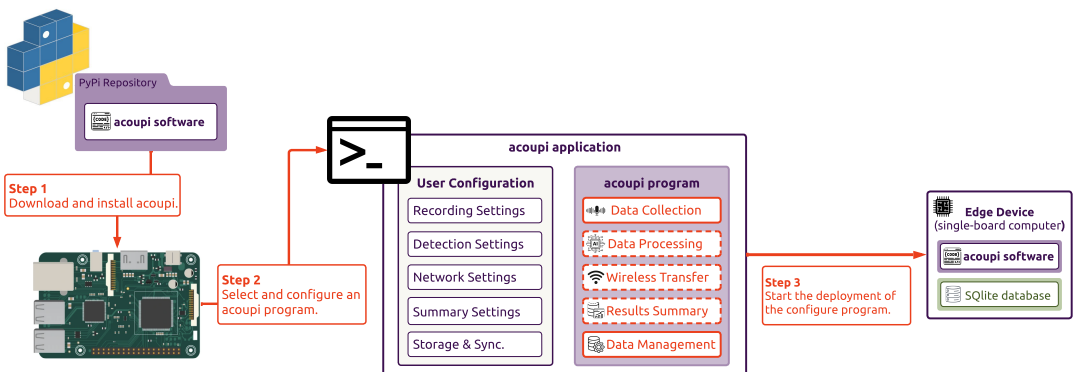 PyPi Repository
acoupi software
Step 1
Download and install acoupi.
Step 2
Select and configure an
acoupi program.
>_
acoupi application
User Configuration
Recording Settings
Detection Settings
Network Settings
Summary Settings
Storage & Sync.
acoupi program
Data Collection
AI
Data Processing
Wireless Transfer
Results Summary
Data Management
Step 3
Start the deployment of
the configure program.
Edge Device
(single-board computer)
acoupi software
SQlite database